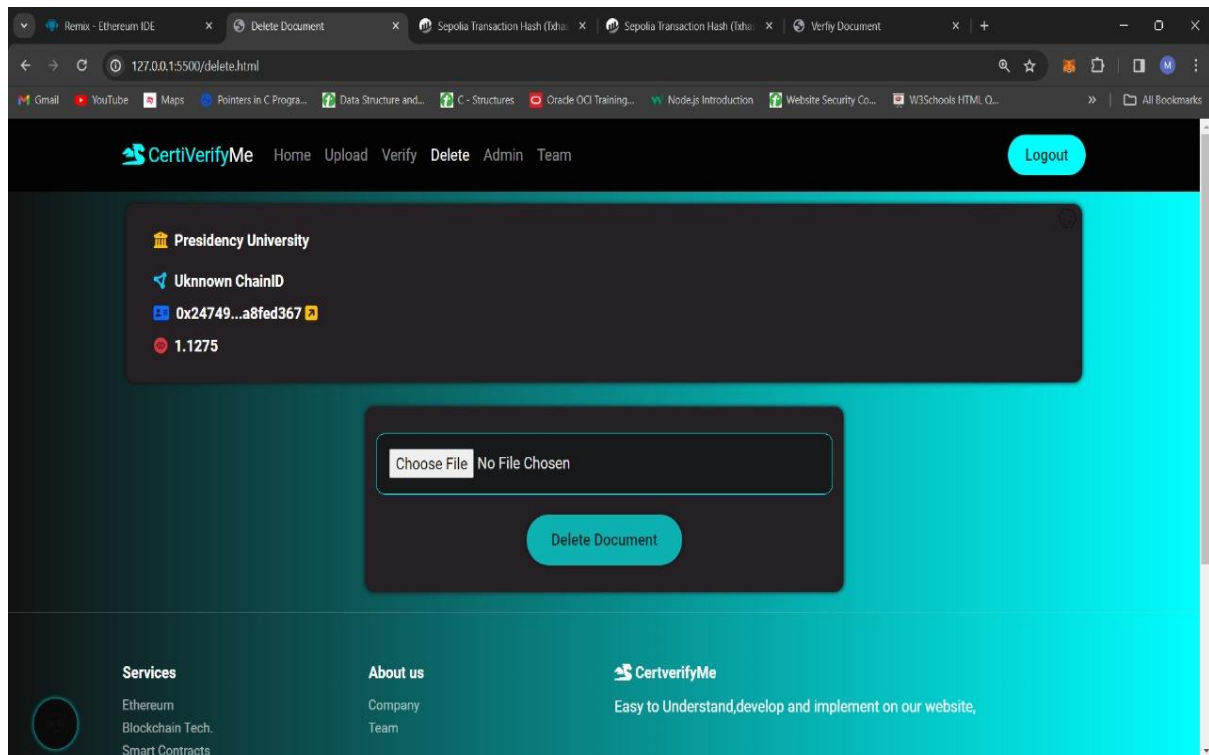 Remix - Ethereum IDE
Delete Document
Sepolia Transaction Hash (Txha
Sepolia Transaction Hash (Txha
Verfiy Document
127.0.0.1:5500/delete.html
M
Gmail
YouTube
Maps
Pointers in C Progra...
Data Structure and...
C - Structures
Oracle OCI Training...
Node.js Introduction
Website Security Co...
W3Schools HTML Q...
»
All Bookmarks
CertiVerifyMe Home Upload Verify Delete Admin Team Logout
Presidency University
Uknnown ChainID
0x24749...a8fed367
1.1275
Choose File No File Chosen
Delete Document
Services
Ethereum
Blockchain Tech.
Smart Contracts
About us
Company
Team
CertverifyMe
Easy to Understand,develop and implement on our website,